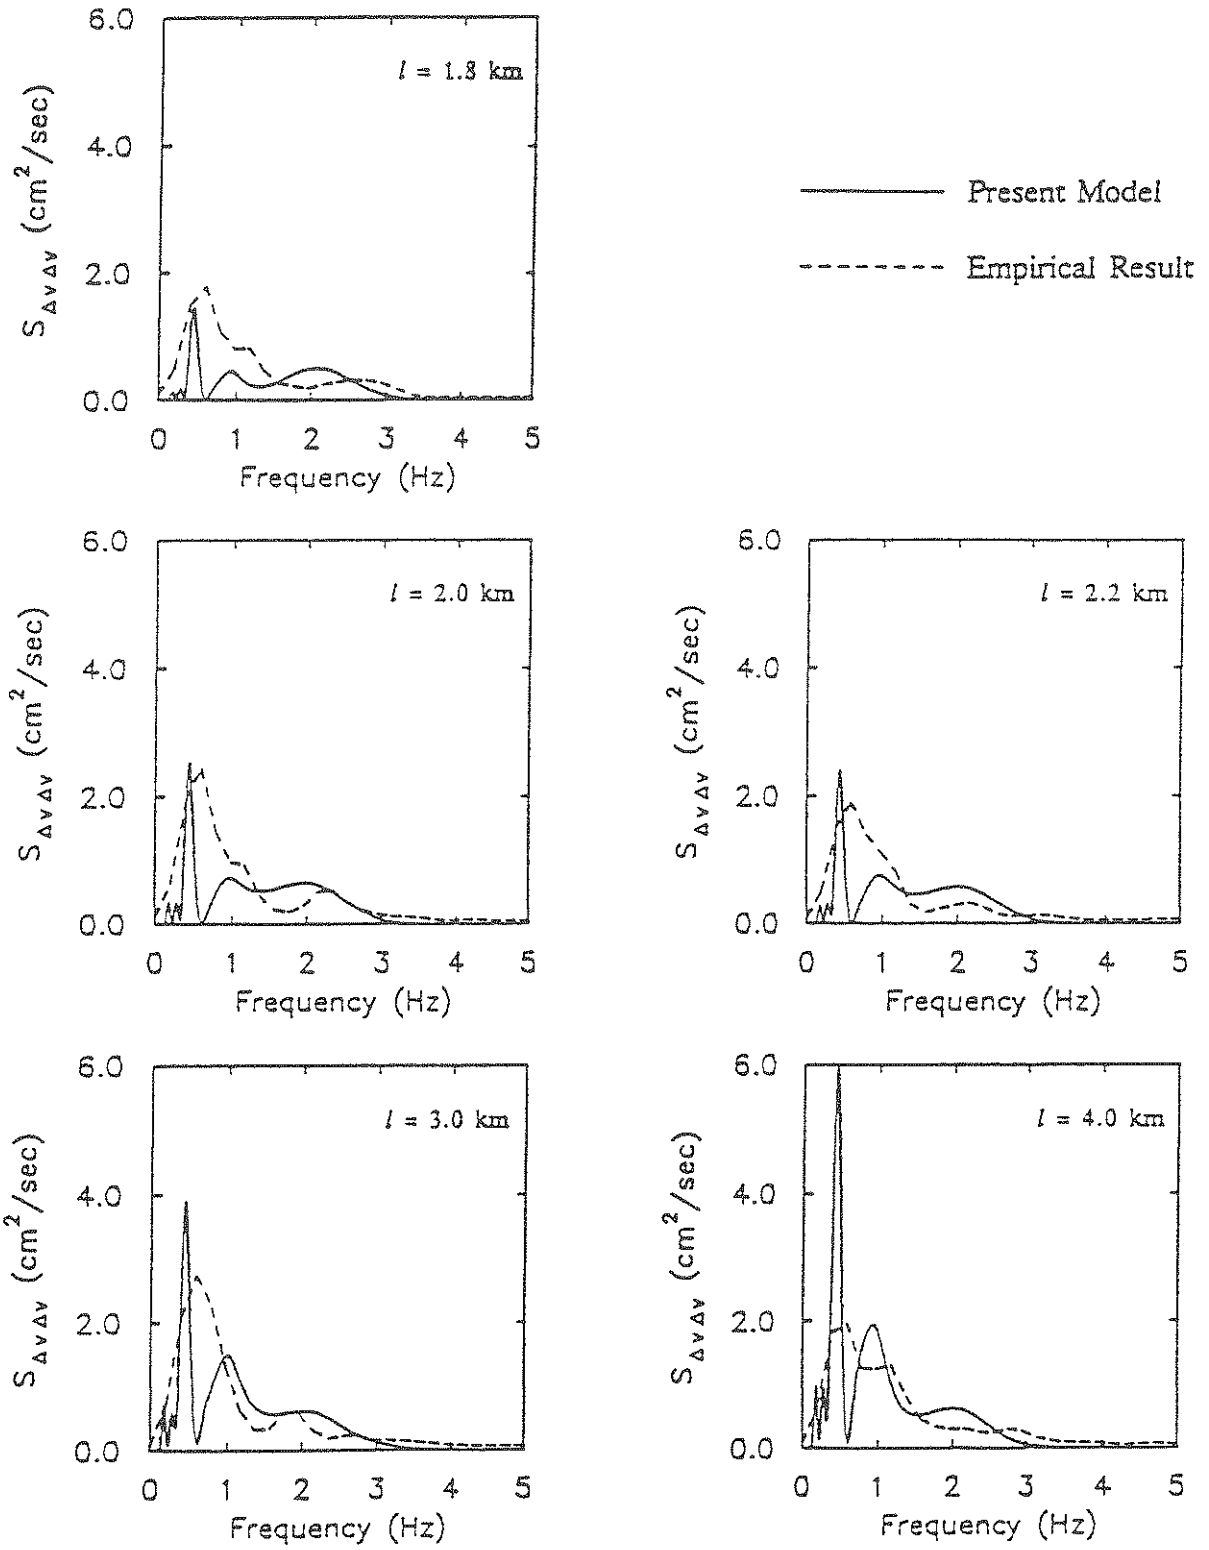 6.0
4.0
2.0
0.0
S ΔvΔv (cm²/sec)
l = 1.8 km
0 1 2 3 4 5
Frequency (Hz)
Present Model
Empirical Result
6.0
4.0
2.0
0.0
S ΔvΔv (cm²/sec)
l = 2.0 km
0 1 2 3 4 5
Frequency (Hz)
6.0
4.0
2.0
0.0
S ΔvΔv (cm²/sec)
l = 2.2 km
0 1 2 3 4 5
Frequency (Hz)
6.0
4.0
2.0
0.0
S ΔvΔv (cm²/sec)
l = 3.0 km
0 1 2 3 4 5
Frequency (Hz)
6.0
4.0
2.0
0.0
S ΔvΔv (cm²/sec)
l = 4.0 km
0 1 2 3 4 5
Frequency (Hz)